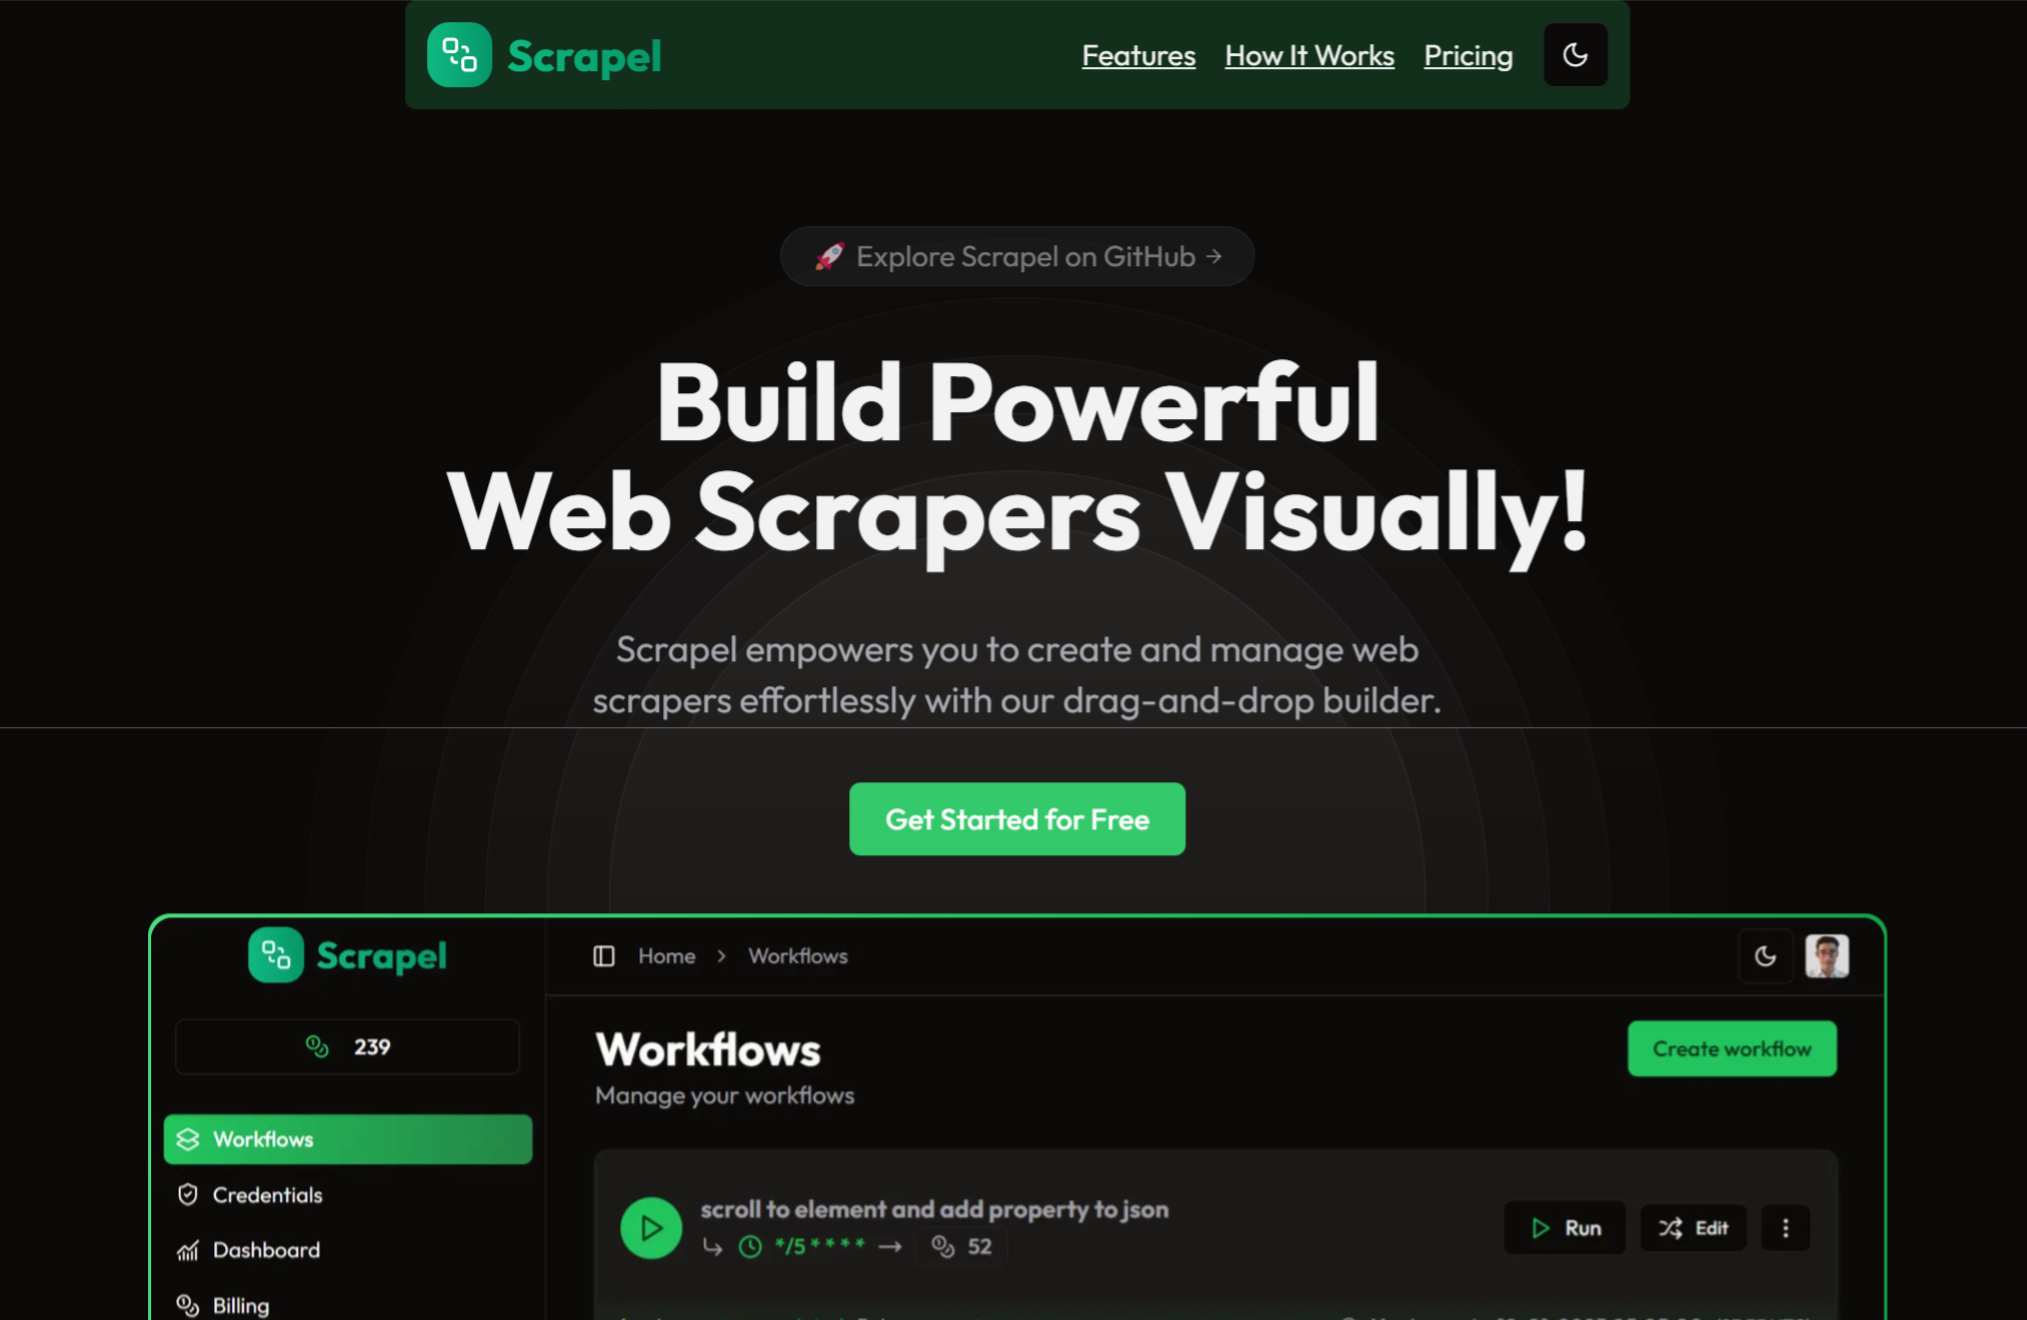 Scrapel
Features How It Works Pricing
🚀 Explore Scrapel on GitHub →
Build Powerful
Web Scrapers Visually!
Scrapel empowers you to create and manage web
scrapers effortlessly with our drag-and-drop builder.
Get Started for Free
Scrapel
Home > Workflows
239
Workflows
Create workflow
Manage your workflows
Workflows
Credentials
Dashboard
Billing
scroll to element and add property to json
*/5 * * * * → 52
Run Edit